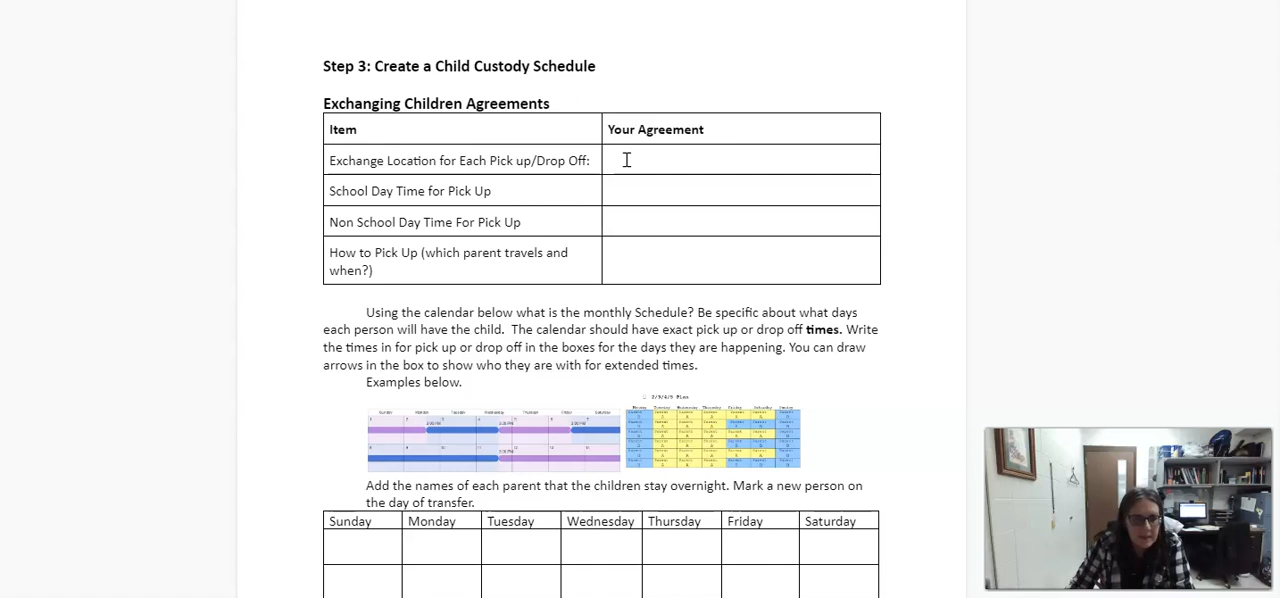 Step 3: Create a Child Custody Schedule
Exchanging Children Agreements
Item Your Agreement
Exchange Location for Each Pick up/Drop Off:
School Day Time for Pick Up
Non School Day Time For Pick Up
How to Pick Up (which parent travels and
when?)
Using the calendar below what is the monthly Schedule? Be specific about what days
each person will have the child. The calendar should have exact pick up or drop off times. Write
the times in for pick up or drop off in the boxes for the days they are happening. You can draw
arrows in the box to show who they are with for extended times.
Examples below.
Sunday Monday Tuesday Wednesday Thursday Friday Saturday
Add the names of each parent that the children stay overnight. Mark a new person on
the day of transfer.
Sunday Monday Tuesday Wednesday Thursday Friday Saturday